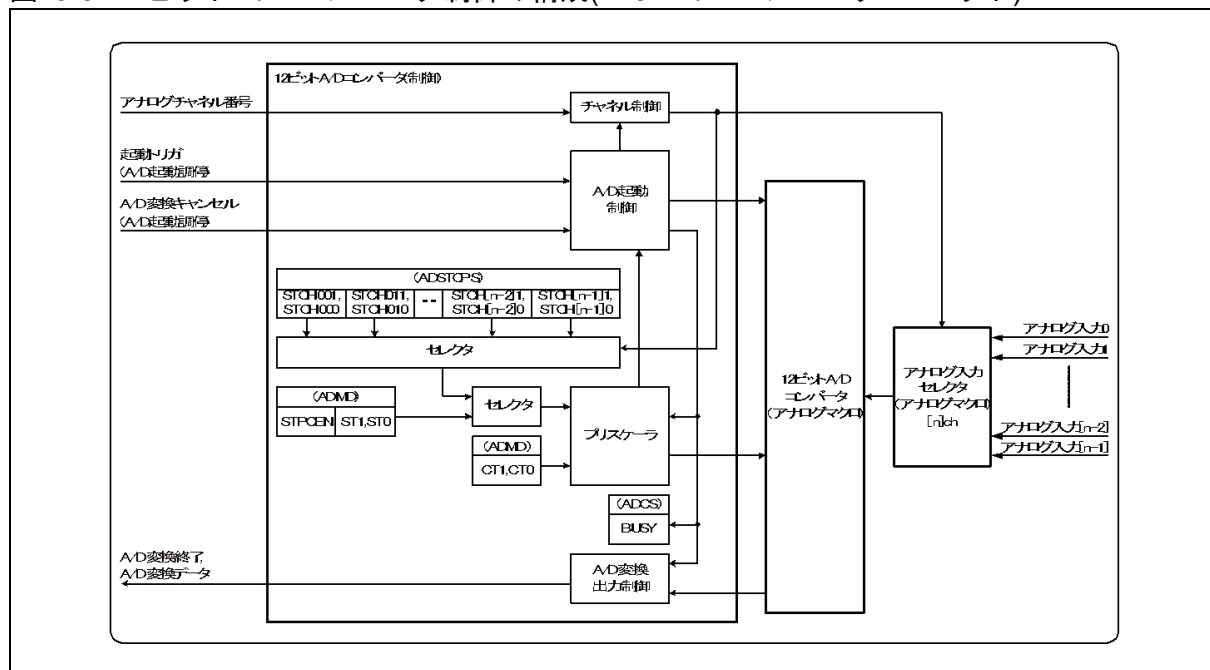 12ビットA/Dコンバータ(制御)
アナログチャネル番号
チャネル制御
起動トリガ
(A/D起動調停)
A/D起動
制御
A/D変換キャンセル
(A/D起動調停)
(ADSTCPS)
STCH001,
STCH000
STCH011,
STCH010
--
STCH[n-2]1,
STCH[n-2]0
STCH[n-1]1,
STCH[n-1]0
セレクタ
(ADMD)
STPCEN
ST1,ST0
セレクタ
プリスケーラ
(ADMD)
CT1,CT0
(ADCS)
BUSY
A/D変換終了,
A/D変換データ
A/D変換
出力制御
12ビットA/D
コンバータ
(アナログマクロ)
アナログ入力
セレクタ
(アナログマクロ)
[n]ch
アナログ入力0
アナログ入力1
アナログ入力[n-2]
アナログ入力[n-1]